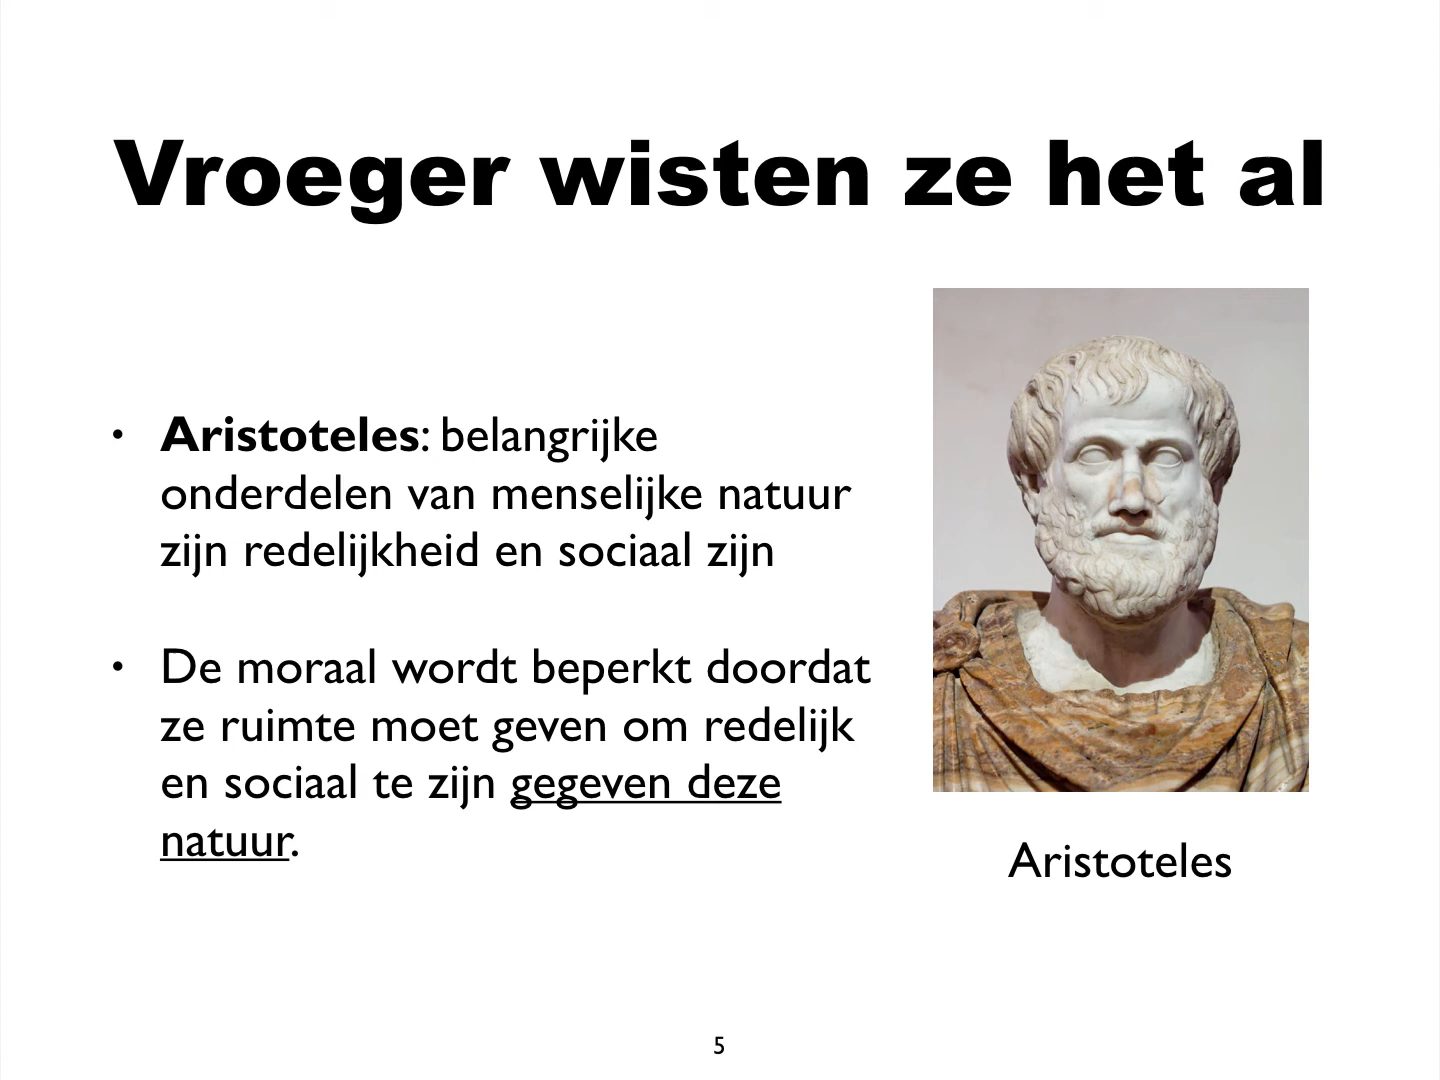 Vroeger wisten ze het al
• Aristoteles: belangrijke
onderdelen van menselijke natuur
zijn redelijkheid en sociaal zijn
• De moraal wordt beperkt doordat
ze ruimte moet geven om redelijk
en sociaal te zijn gegeven deze
natuur.
Aristoteles
5